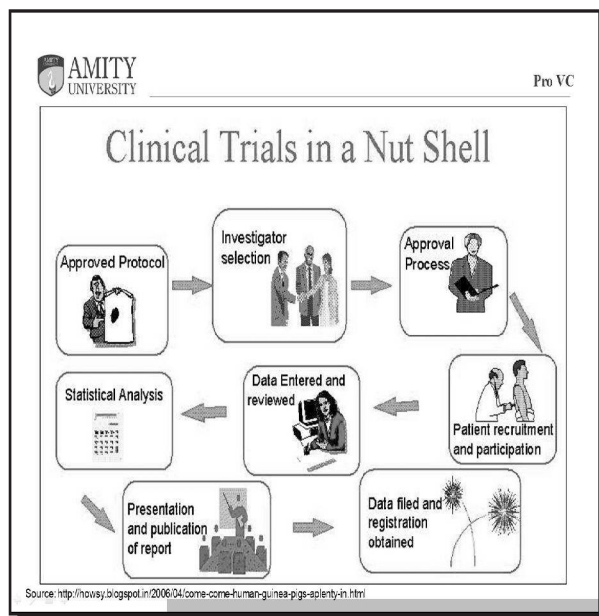 AMITY
UNIVERSITY
Pro VC
Clinical Trials in a Nut Shell
Approved Protocol
Investigator
selection
Approval
Process
Patient recruitment
and participation
Data Entered and
reviewed
Statistical Analysis
Presentation
and publication
of report
Data filed and
registration
obtained
Source: http://howsy.blogspot.in/2006/04/come-come-human-guinea-pigs-aplenty-in.html